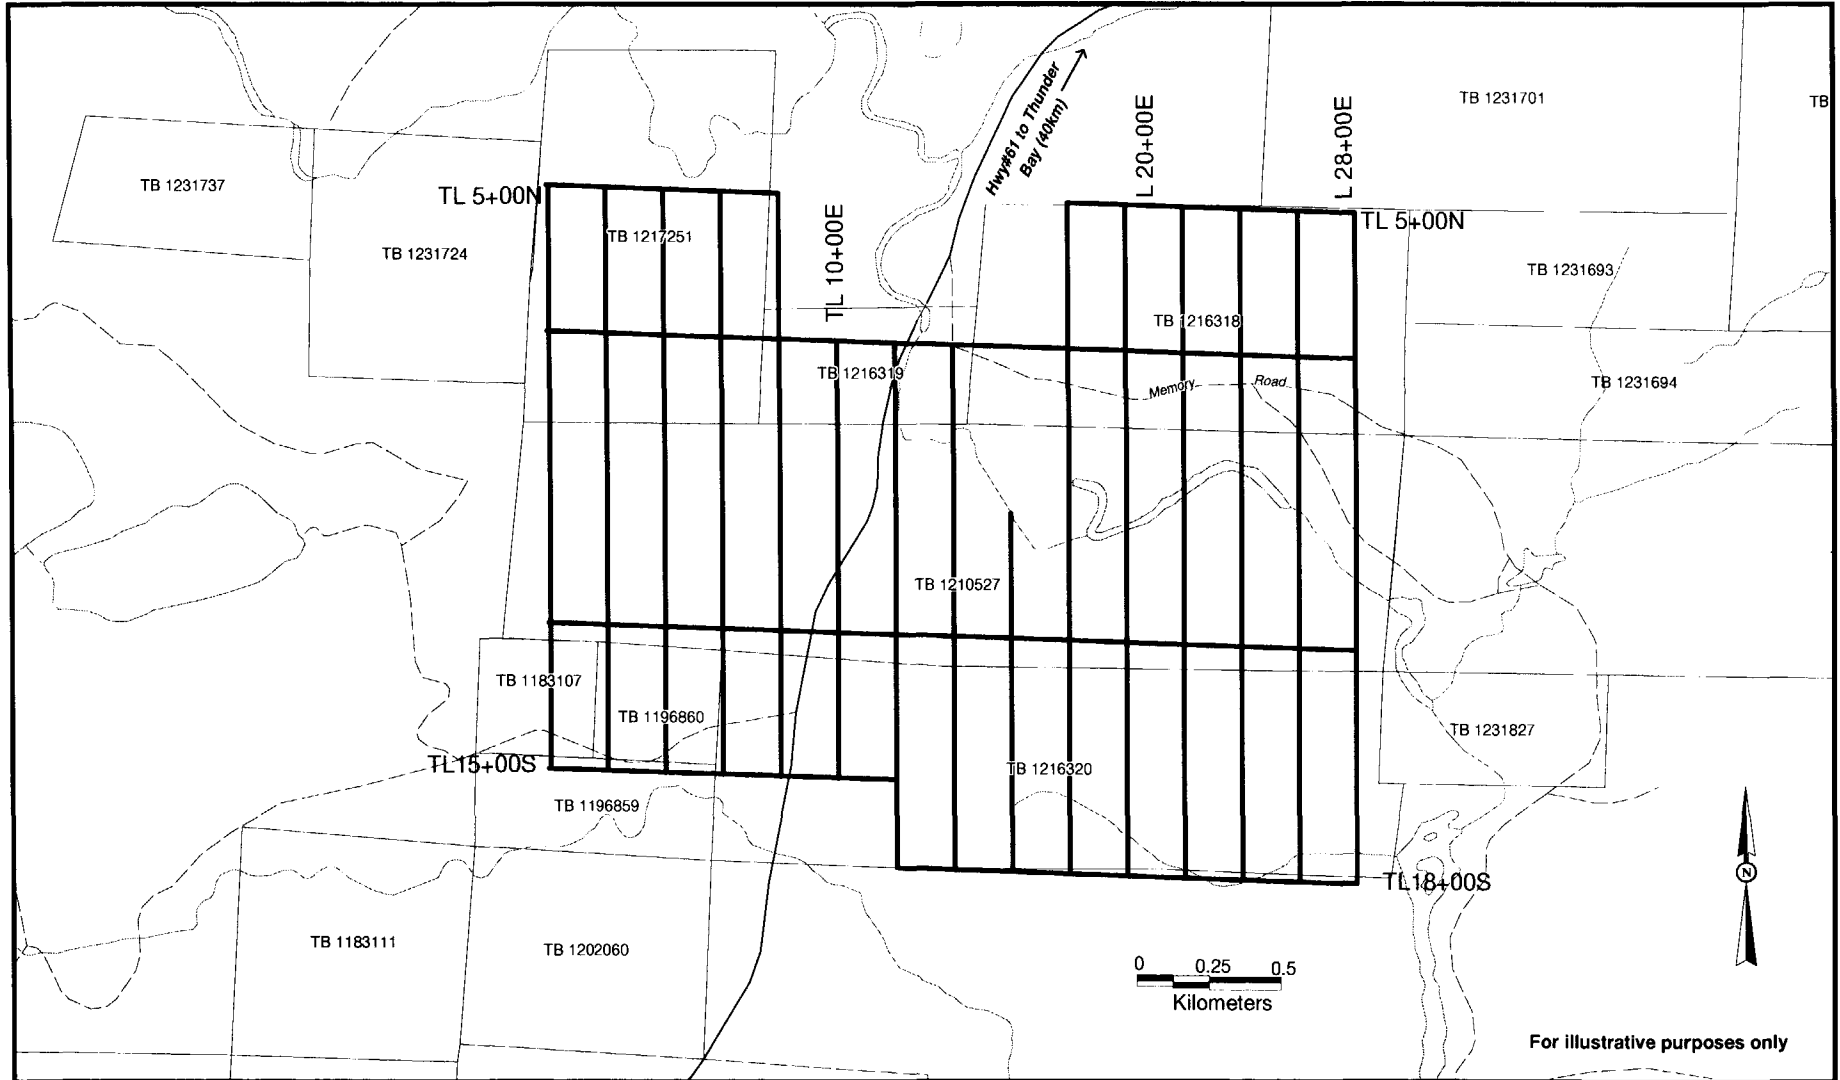 Hwy#61 to Thunder
Bay (40km)
TB 1231701
TB
L 20+00E
L 28+00E
TB 1231737
TL 5+00N
TL 5+00N
TB 1217251
TL 10+00E
TB 1231724
TB 1231693
TB 1216318
TB 1216319
Memory Road
TB 1231694
TB 1210527
TB 1183107
TB 1196860
TB 1231827
TL15+00S
TB 1216320
TB 1196859
TL18+00S
N
TB 1183111
TB 1202060
0 0.25 0.5
Kilometers
For illustrative purposes only